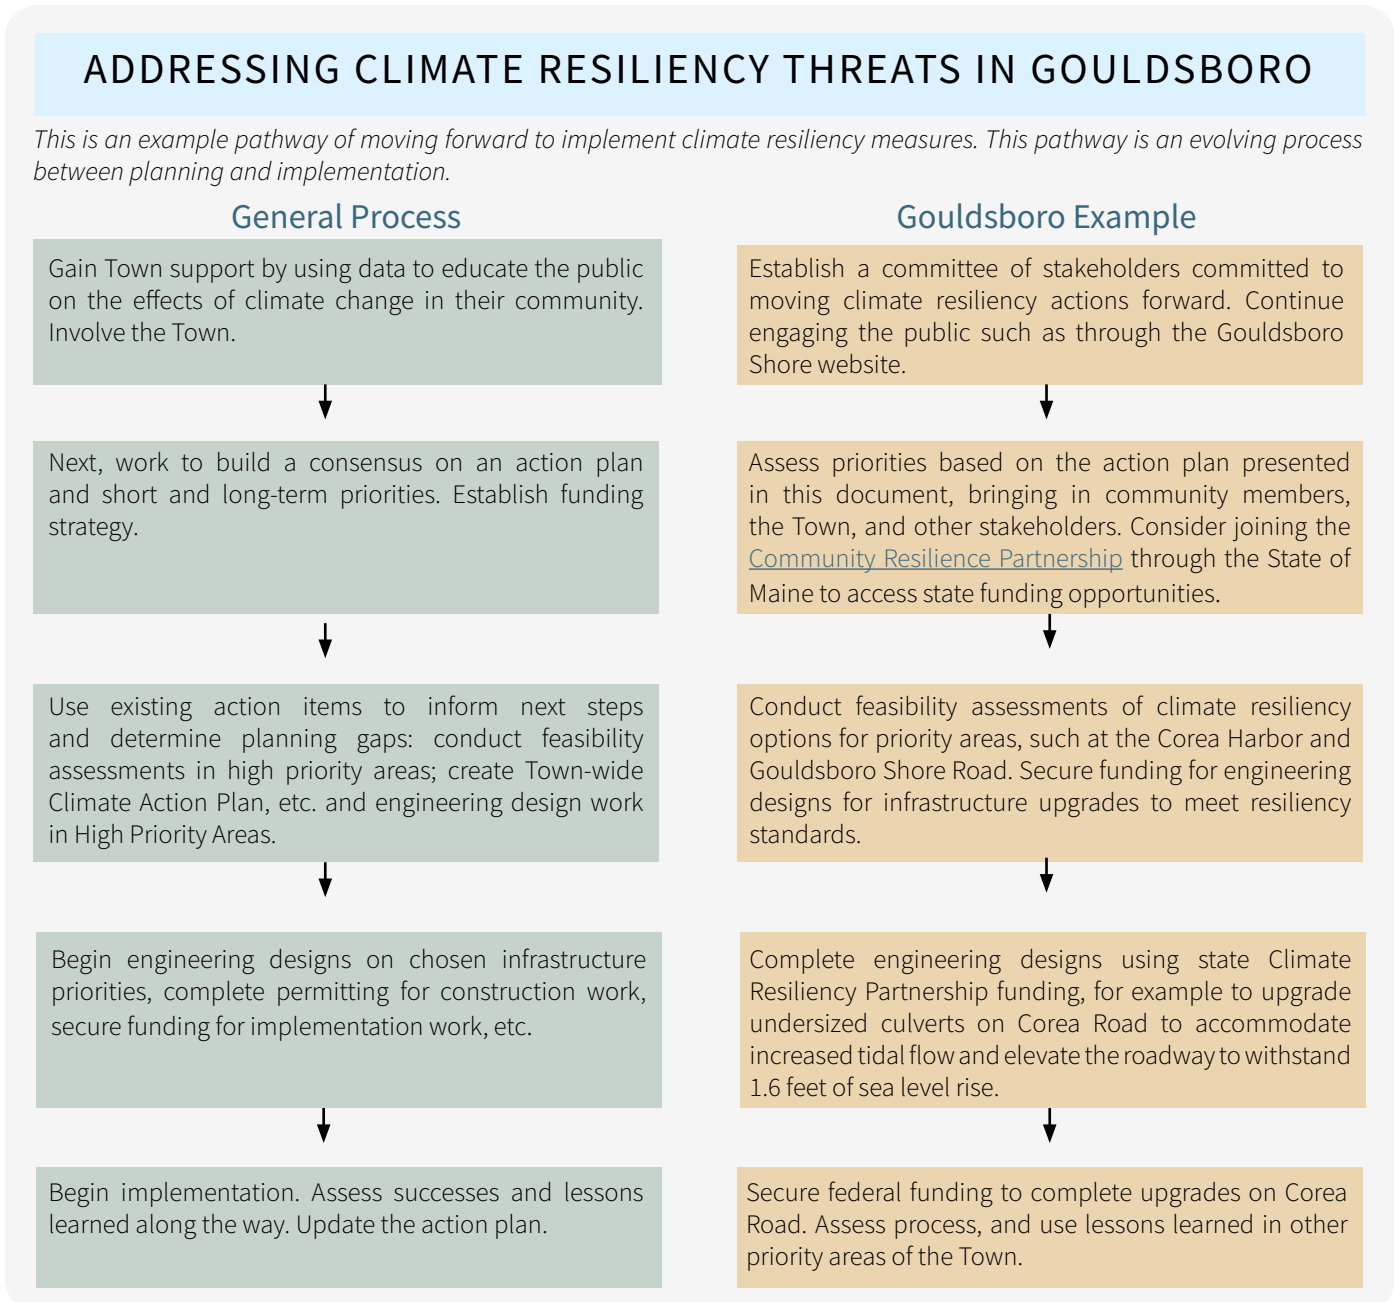 ADDRESSING CLIMATE RESILIENCY THREATS IN GOULDSBORO
This is an example pathway of moving forward to implement climate resiliency measures. This pathway is an evolving process
between planning and implementation.
General Process
Gain Town support by using data to educate the public
on the effects of climate change in their community.
Involve the Town.
Next, work to build a consensus on an action plan
and short and long-term priorities. Establish funding
strategy.
Use existing action items to inform next steps
and determine planning gaps: conduct feasibility
assessments in high priority areas; create Town-wide
Climate Action Plan, etc. and engineering design work
in High Priority Areas.
Begin engineering designs on chosen infrastructure
priorities, complete permitting for construction work,
secure funding for implementation work, etc.
Begin implementation. Assess successes and lessons
learned along the way. Update the action plan.
Gouldsboro Example
Establish a committee of stakeholders committed to
moving climate resiliency actions forward. Continue
engaging the public such as through the Gouldsboro
Shore website.
Assess priorities based on the action plan presented
in this document, bringing in community members,
the Town, and other stakeholders. Consider joining the
Community Resilience Partnership through the State of
Maine to access state funding opportunities.
Conduct feasibility assessments of climate resiliency
options for priority areas, such at the Corea Harbor and
Gouldsboro Shore Road. Secure funding for engineering
designs for infrastructure upgrades to meet resiliency
standards.
Complete engineering designs using state Climate
Resiliency Partnership funding, for example to upgrade
undersized culverts on Corea Road to accommodate
increased tidal flow and elevate the roadway to withstand
1.6 feet of sea level rise.
Secure federal funding to complete upgrades on Corea
Road. Assess process, and use lessons learned in other
priority areas of the Town.